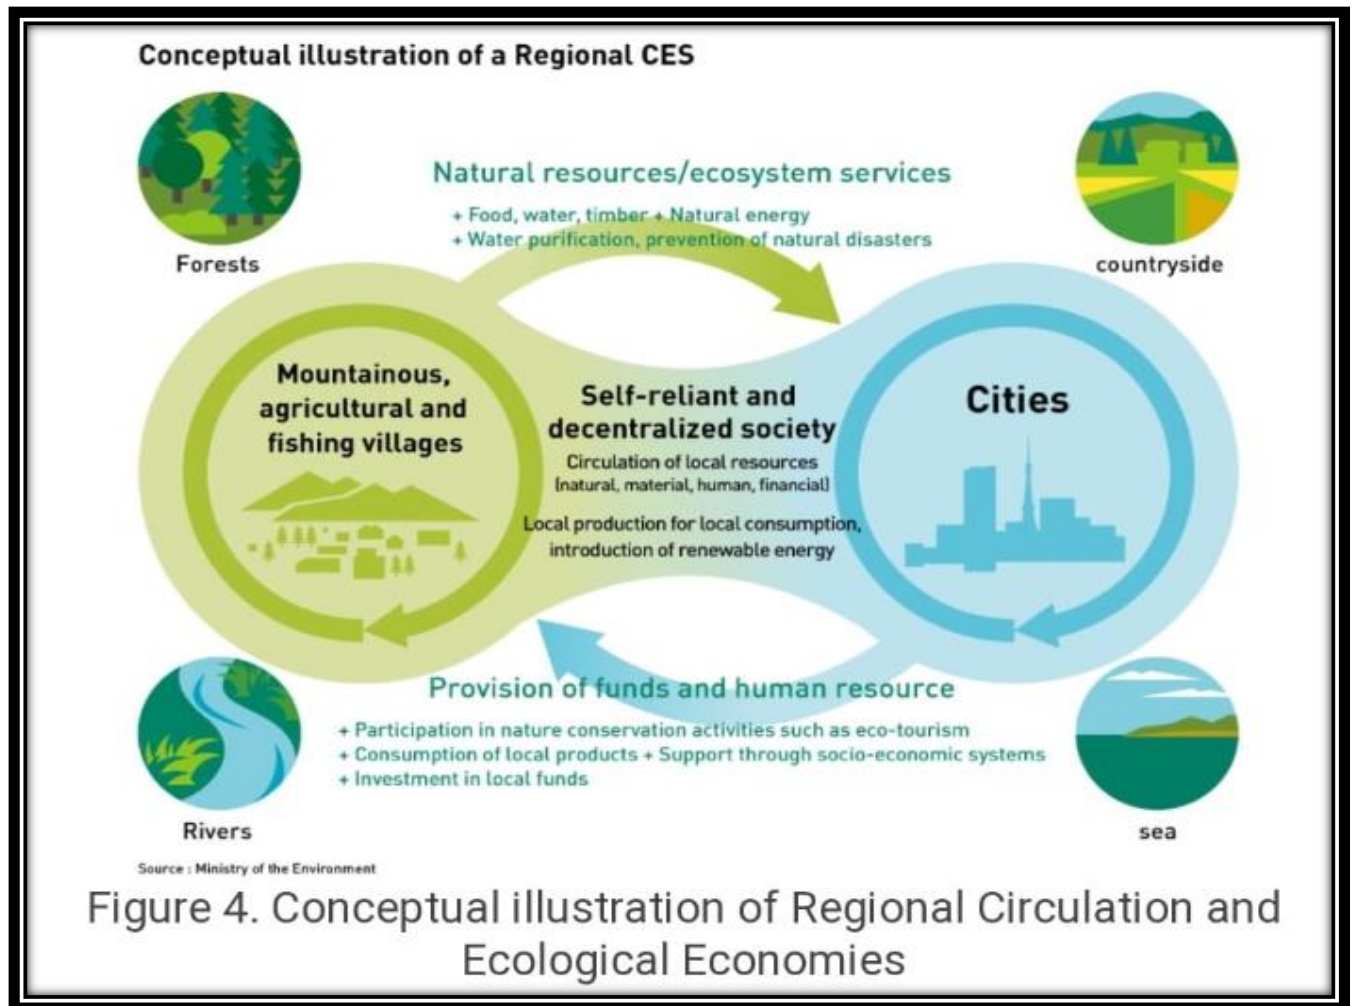 Conceptual illustration of a Regional CES
Forests
countryside
Natural resources/ecosystem services
+ Food, water, timber + Natural energy
+ Water purification, prevention of natural disasters
Mountainous,
agricultural and
fishing villages
Self-reliant and
decentralized society
Circulation of local resources
(natural, material, human, financial)
Local production for local consumption,
introduction of renewable energy
Cities
Provision of funds and human resource
+ Participation in nature conservation activities such as eco-tourism
+ Consumption of local products + Support through socio-economic systems
+ Investment in local funds
Rivers
sea
Source : Ministry of the Environment
Figure 4. Conceptual illustration of Regional Circulation and
Ecological Economies